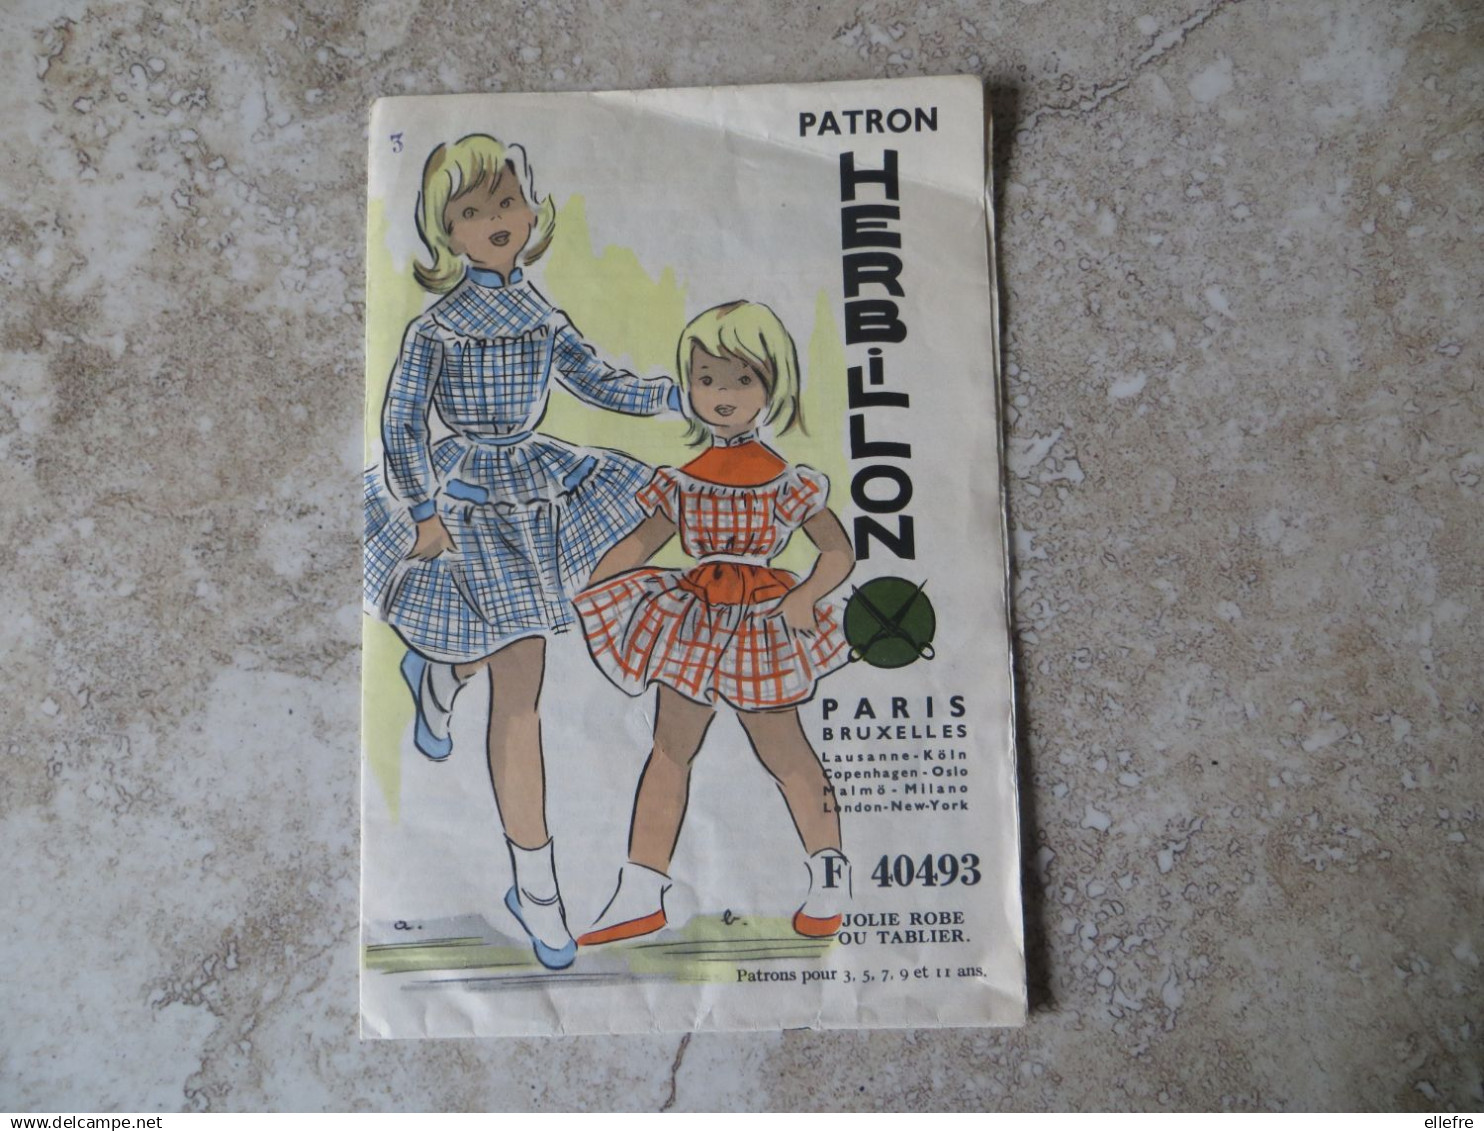 3
PATRON
HERBiLLON
PARIS
BRUXELLES
Lausanne-Köln
Copenhagen-Oslo
Malmö-Milano
London-New-York
F 40493
a.
b.
JOLIE ROBE
OU TABLIER.
Patrons pour 3, 5, 7, 9 et 11 ans.
delcampe.net
ellefre